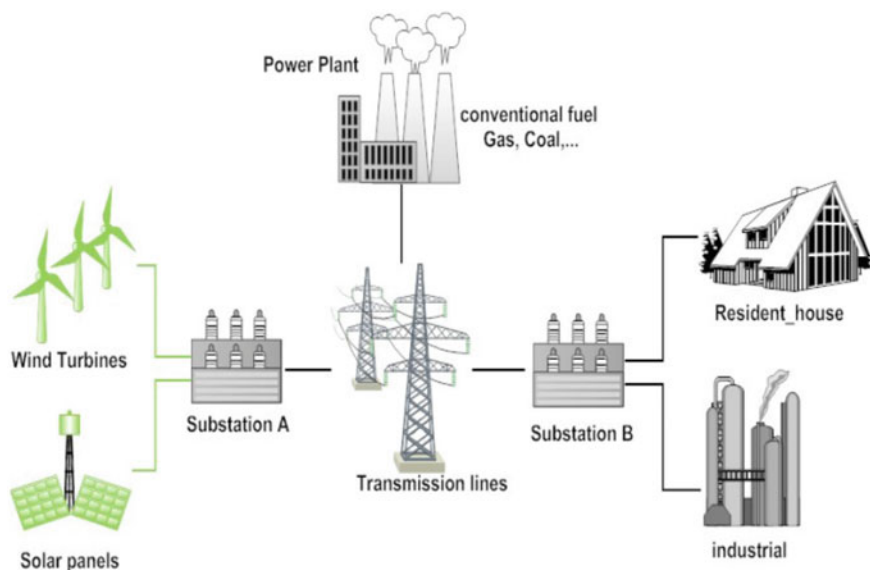 Power Plant
conventional fuel
Gas, Coal,...
Wind Turbines
Substation A
Transmission lines
Substation B
Resident_house
Solar panels
industrial